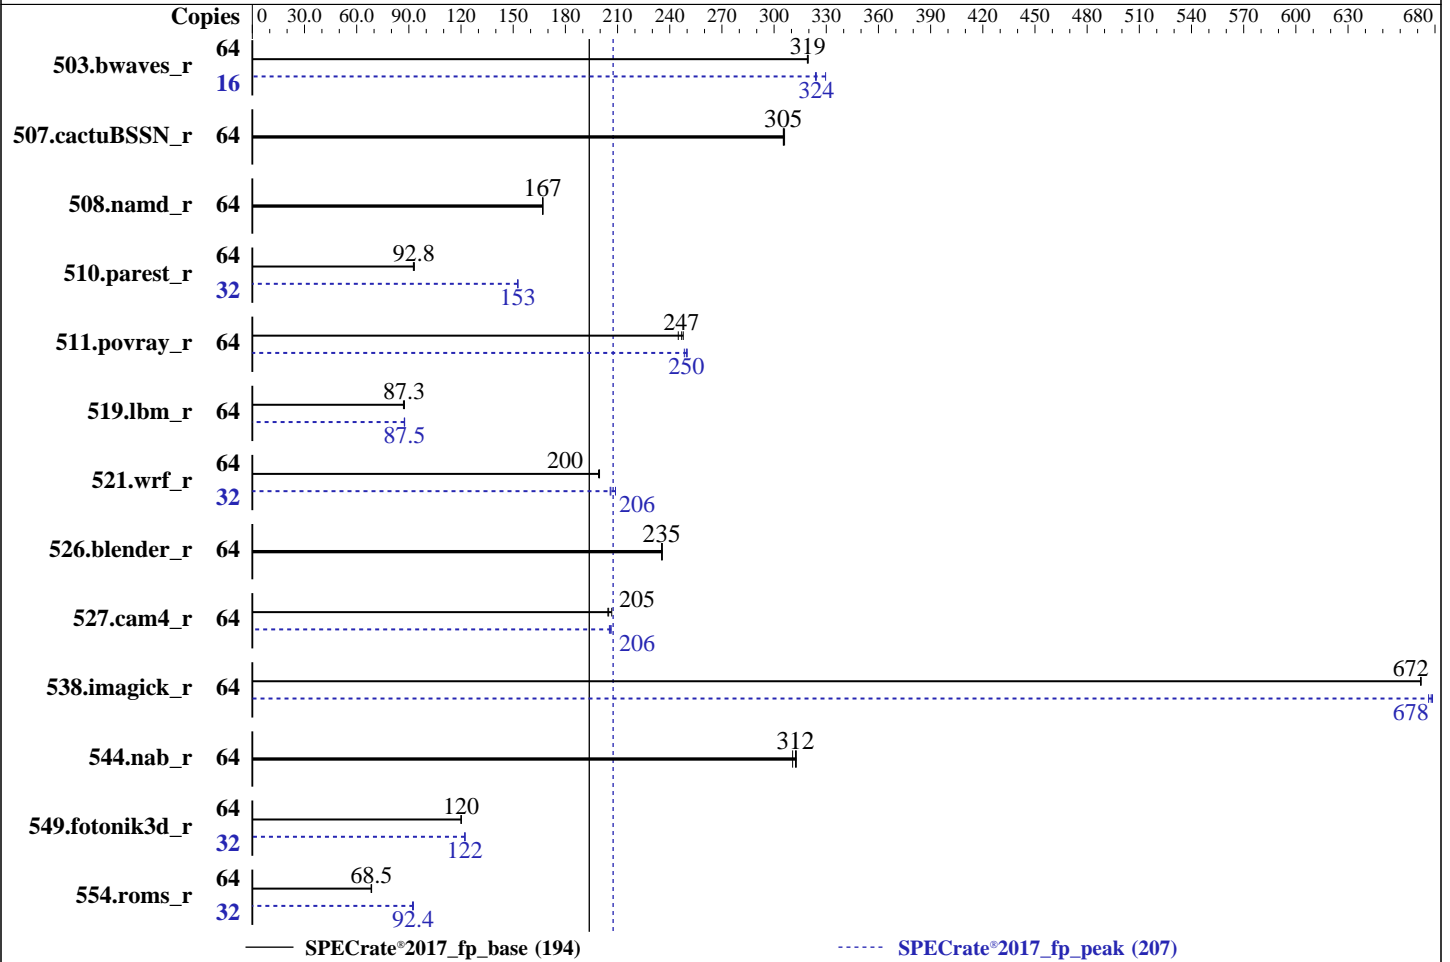 Copies 0 30.0 60.0 90.0 120 150 180 210 240 270 300 330 360 390 420 450 480 510 540 570 600 630 680
503.bwaves_r 64 319
16 324
507.cactuBSSN_r 64 305
508.namd_r 64 167
510.parest_r 64 92.8
32 153
511.povray_r 64 247
250
519.lbm_r 64 87.3
87.5
521.wrf_r 64 200
32 206
526.blender_r 64 235
527.cam4_r 64 205
206
538.imagick_r 64 672
678
544.nab_r 64 312
549.fotonik3d_r 64 120
32 122
554.roms_r 64 68.5
32 92.4
SPECrate®2017_fp_base (194) SPECrate®2017_fp_peak (207)